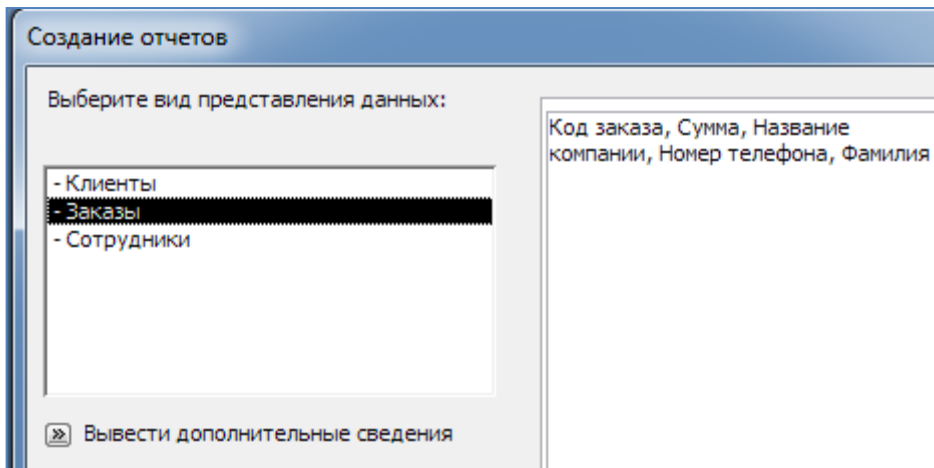 Создание отчетов
Выберите вид представления данных:
- Клиенты
- Заказы
- Сотрудники
Вывести дополнительные сведения
Код заказа, Сумма, Название
компании, Номер телефона, Фамилия